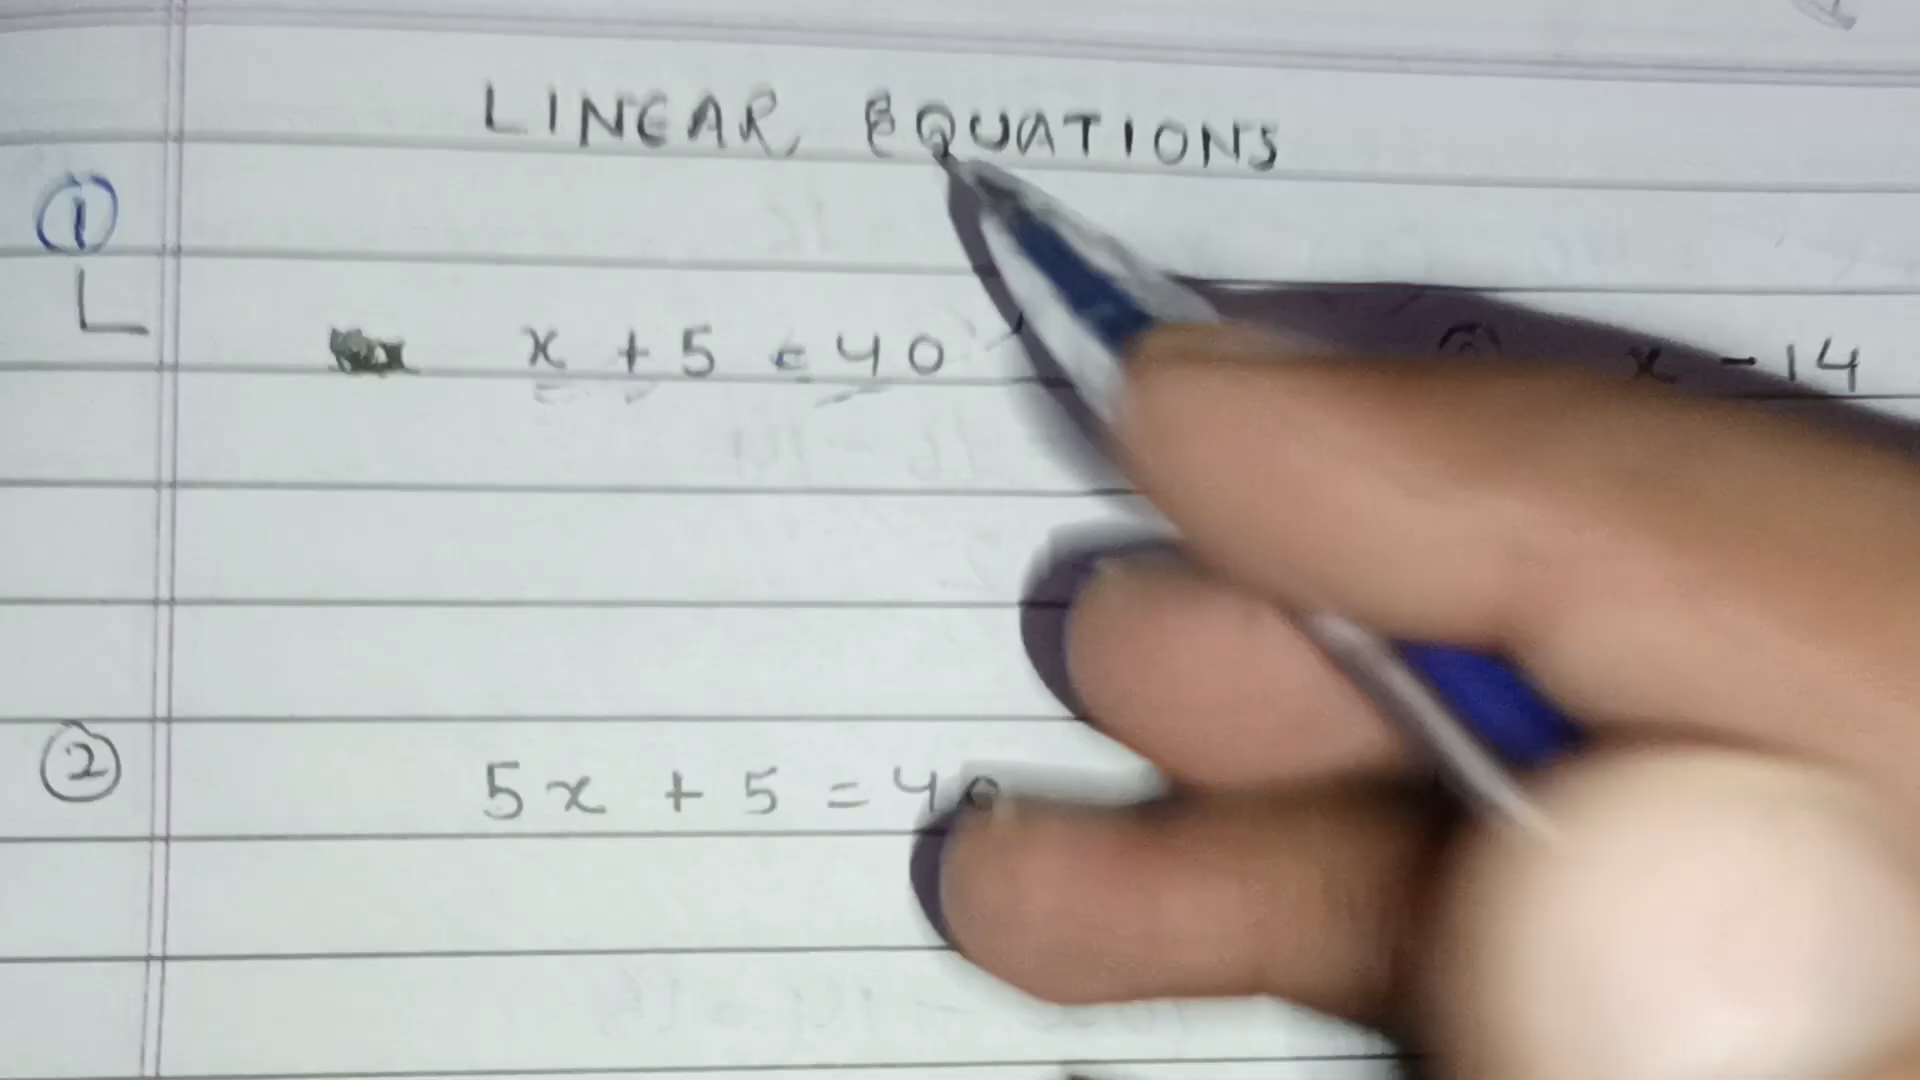 LINEAR EQUATIONS
①
x + 5 = 40
x - 14
②
5x + 5 = 40